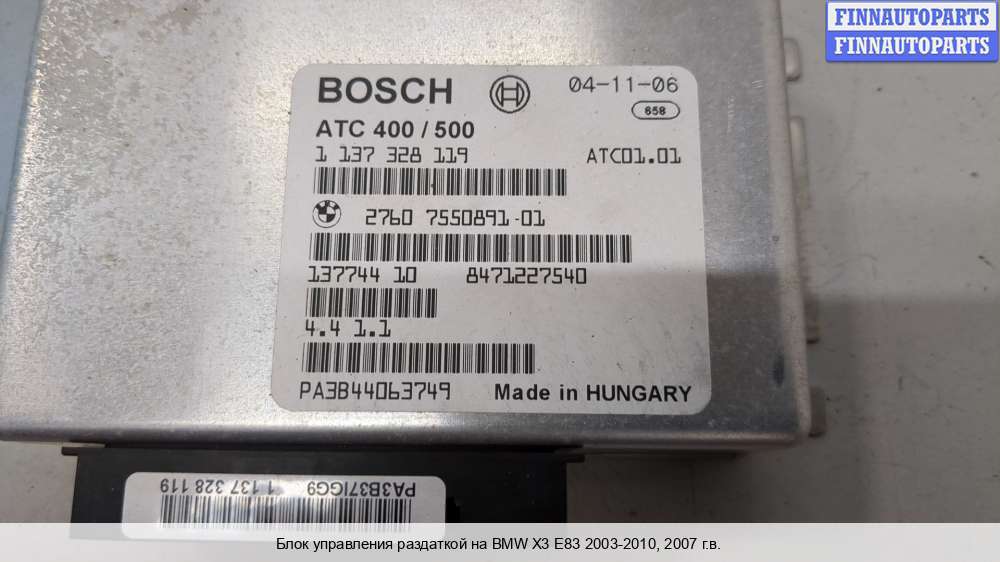 FINNAUTOPARTS
FINNAUTOPARTS
BOSCH 04-11-06
658
ATC 400 / 500
1 137 328 119 ATC01.01
2760 7550891-01
137744 10 8471227540
4.4 1.1
PA3B44063749 Made in HUNGARY
PA3B37IGG9 1 137 328 119
Блок управления раздаткой на BMW X3 E83 2003-2010, 2007 г.в.